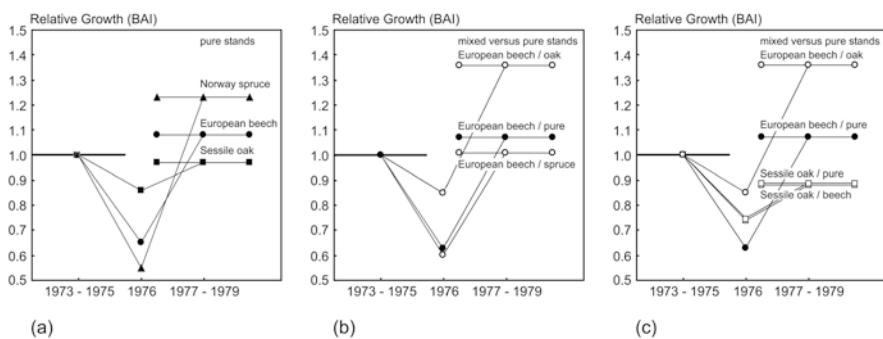 Relative Growth (BAI)
1.5
1.4
1.3
1.2
1.1
1.0
0.9
0.8
0.7
0.6
0.5
pure stands
Norway spruce
European beech
Sessile oak
1973 - 1975 1976 1977 - 1979
(a)
Relative Growth (BAI)
1.5
1.4
1.3
1.2
1.1
1.0
0.9
0.8
0.7
0.6
0.5
mixed versus pure stands
European beech / oak
European beech / pure
European beech / spruce
1973 - 1975 1976 1977 - 1979
(b)
Relative Growth (BAI)
1.5
1.4
1.3
1.2
1.1
1.0
0.9
0.8
0.7
0.6
0.5
mixed versus pure stands
European beech / oak
European beech / pure
Sessile oak / pure
Sessile oak / beech
1973 - 1975 1976 1977 - 1979
(c)